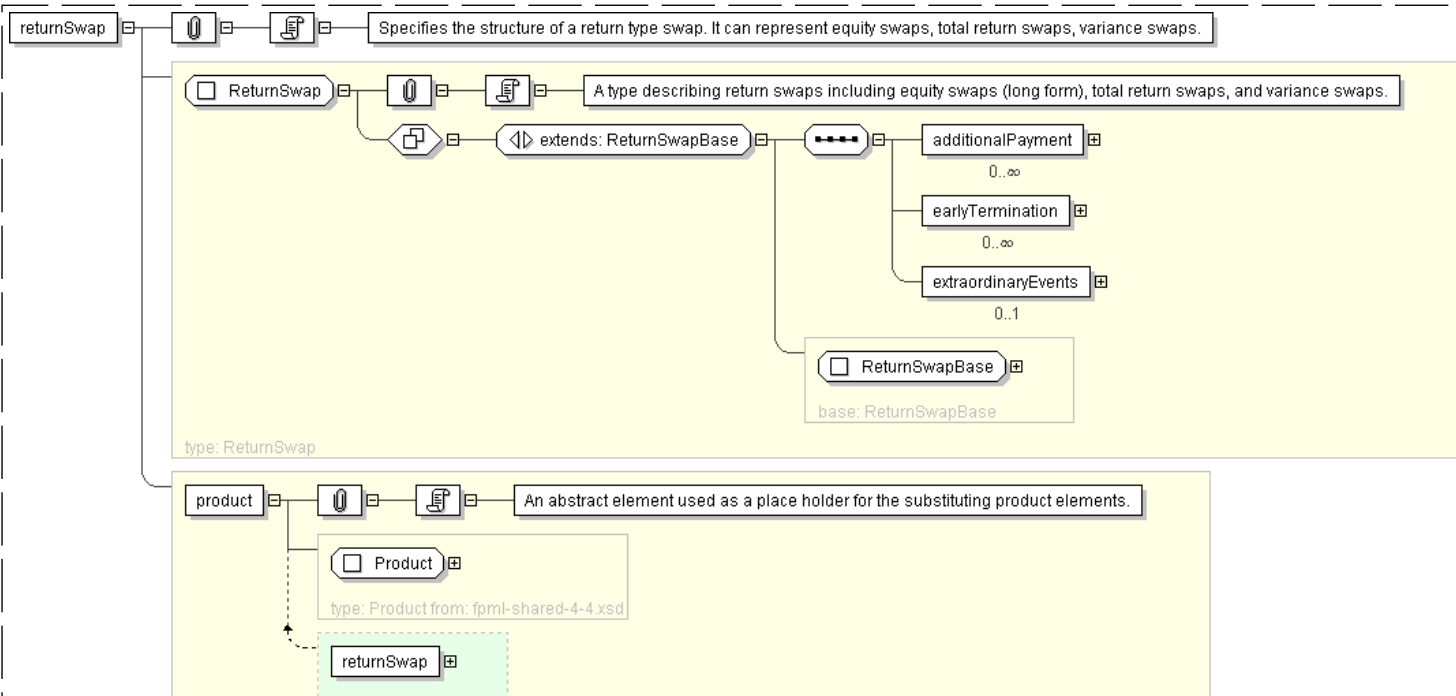 returnSwap
Specifies the structure of a return type swap. It can represent equity swaps, total return swaps, variance swaps.
ReturnSwap
A type describing return swaps including equity swaps (long form), total return swaps, and variance swaps.
extends: ReturnSwapBase
additionalPayment
0..∞
earlyTermination
0..∞
extraordinaryEvents
0..1
ReturnSwapBase
base: ReturnSwapBase
type: ReturnSwap
product
An abstract element used as a place holder for the substituting product elements.
Product
type: Product from: fpml-shared-4-4.xsd
returnSwap